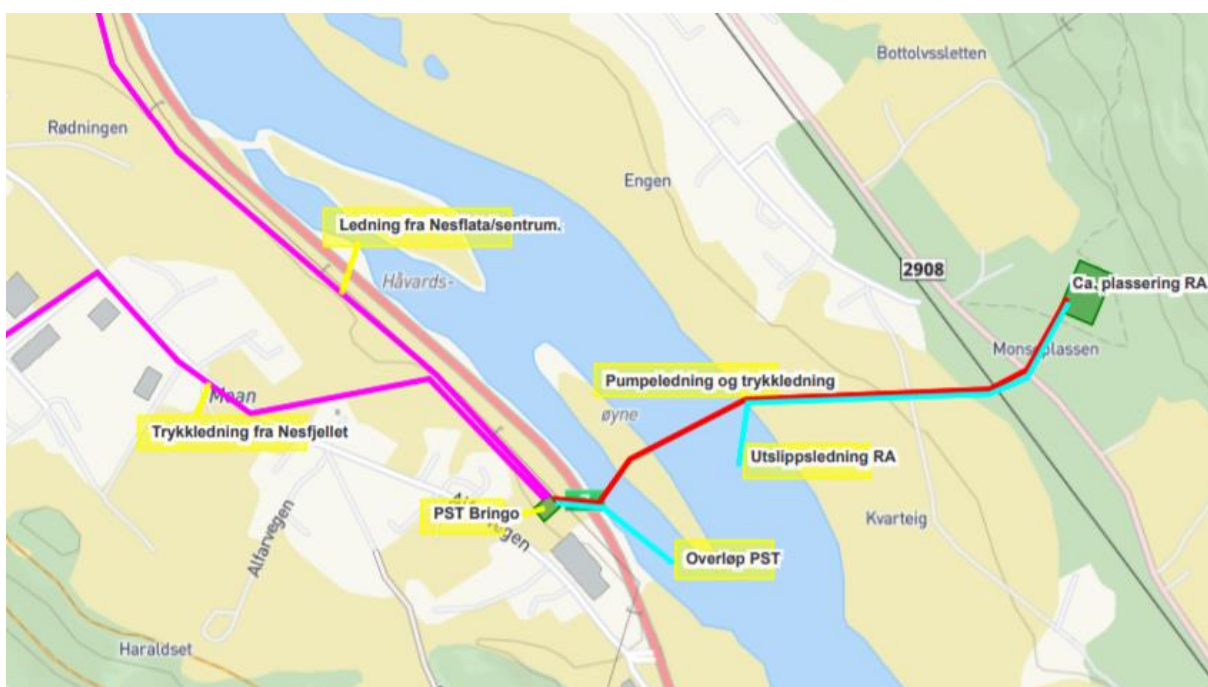 Bottolvssletten
Rødningen
Engen
Ledning fra Nesflata/sentrum.
2908
Håvards-
Ca. plassering RA
Monseplassen
Pumpeledning og trykkledning
Moan
øyne
Trykkledning fra Nesfjellet
Utslippsledning RA
PST Bringo
Kvarteig
Alfarvegen
Overløp PST
Haraldset